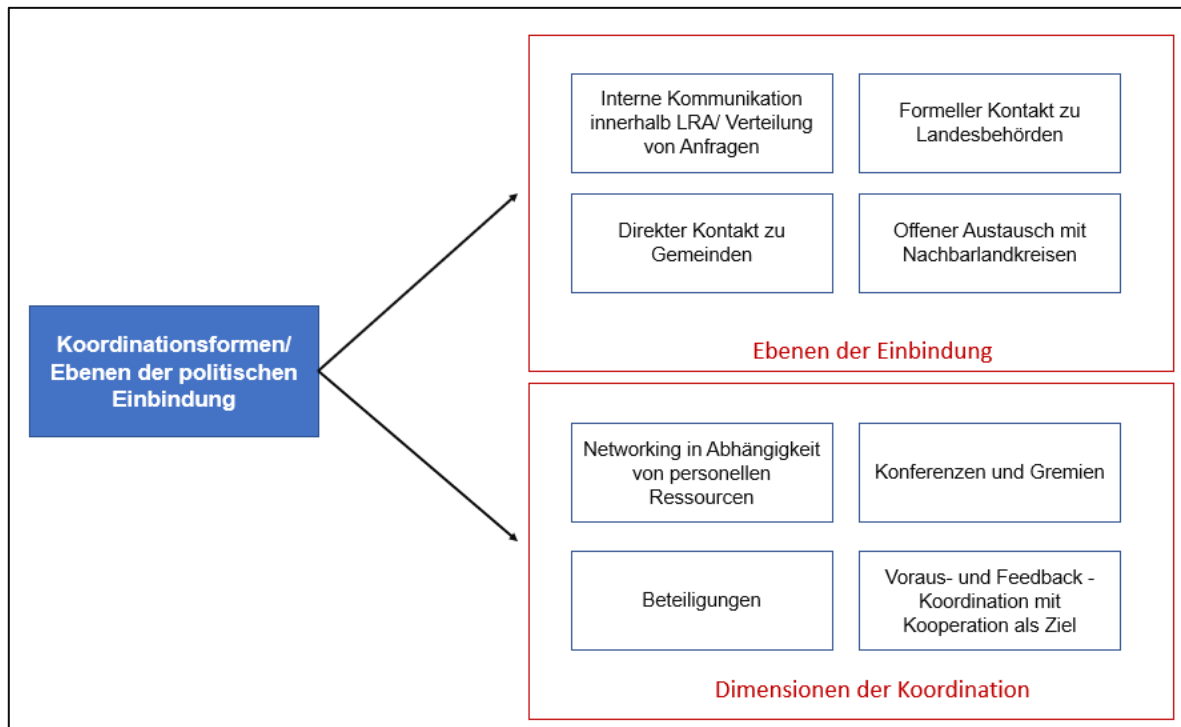 Koordinationsformen/
Ebenen der politischen
Einbindung
Interne Kommunikation
innerhalb LRA/ Verteilung
von Anfragen
Formeller Kontakt zu
Landesbehörden
Direkter Kontakt zu
Gemeinden
Offener Austausch mit
Nachbarlandkreisen
Ebenen der Einbindung
Networking in Abhängigkeit
von personellen
Ressourcen
Konferenzen und Gremien
Beteiligungen
Voraus- und Feedback -
Koordination mit
Kooperation als Ziel
Dimensionen der Koordination